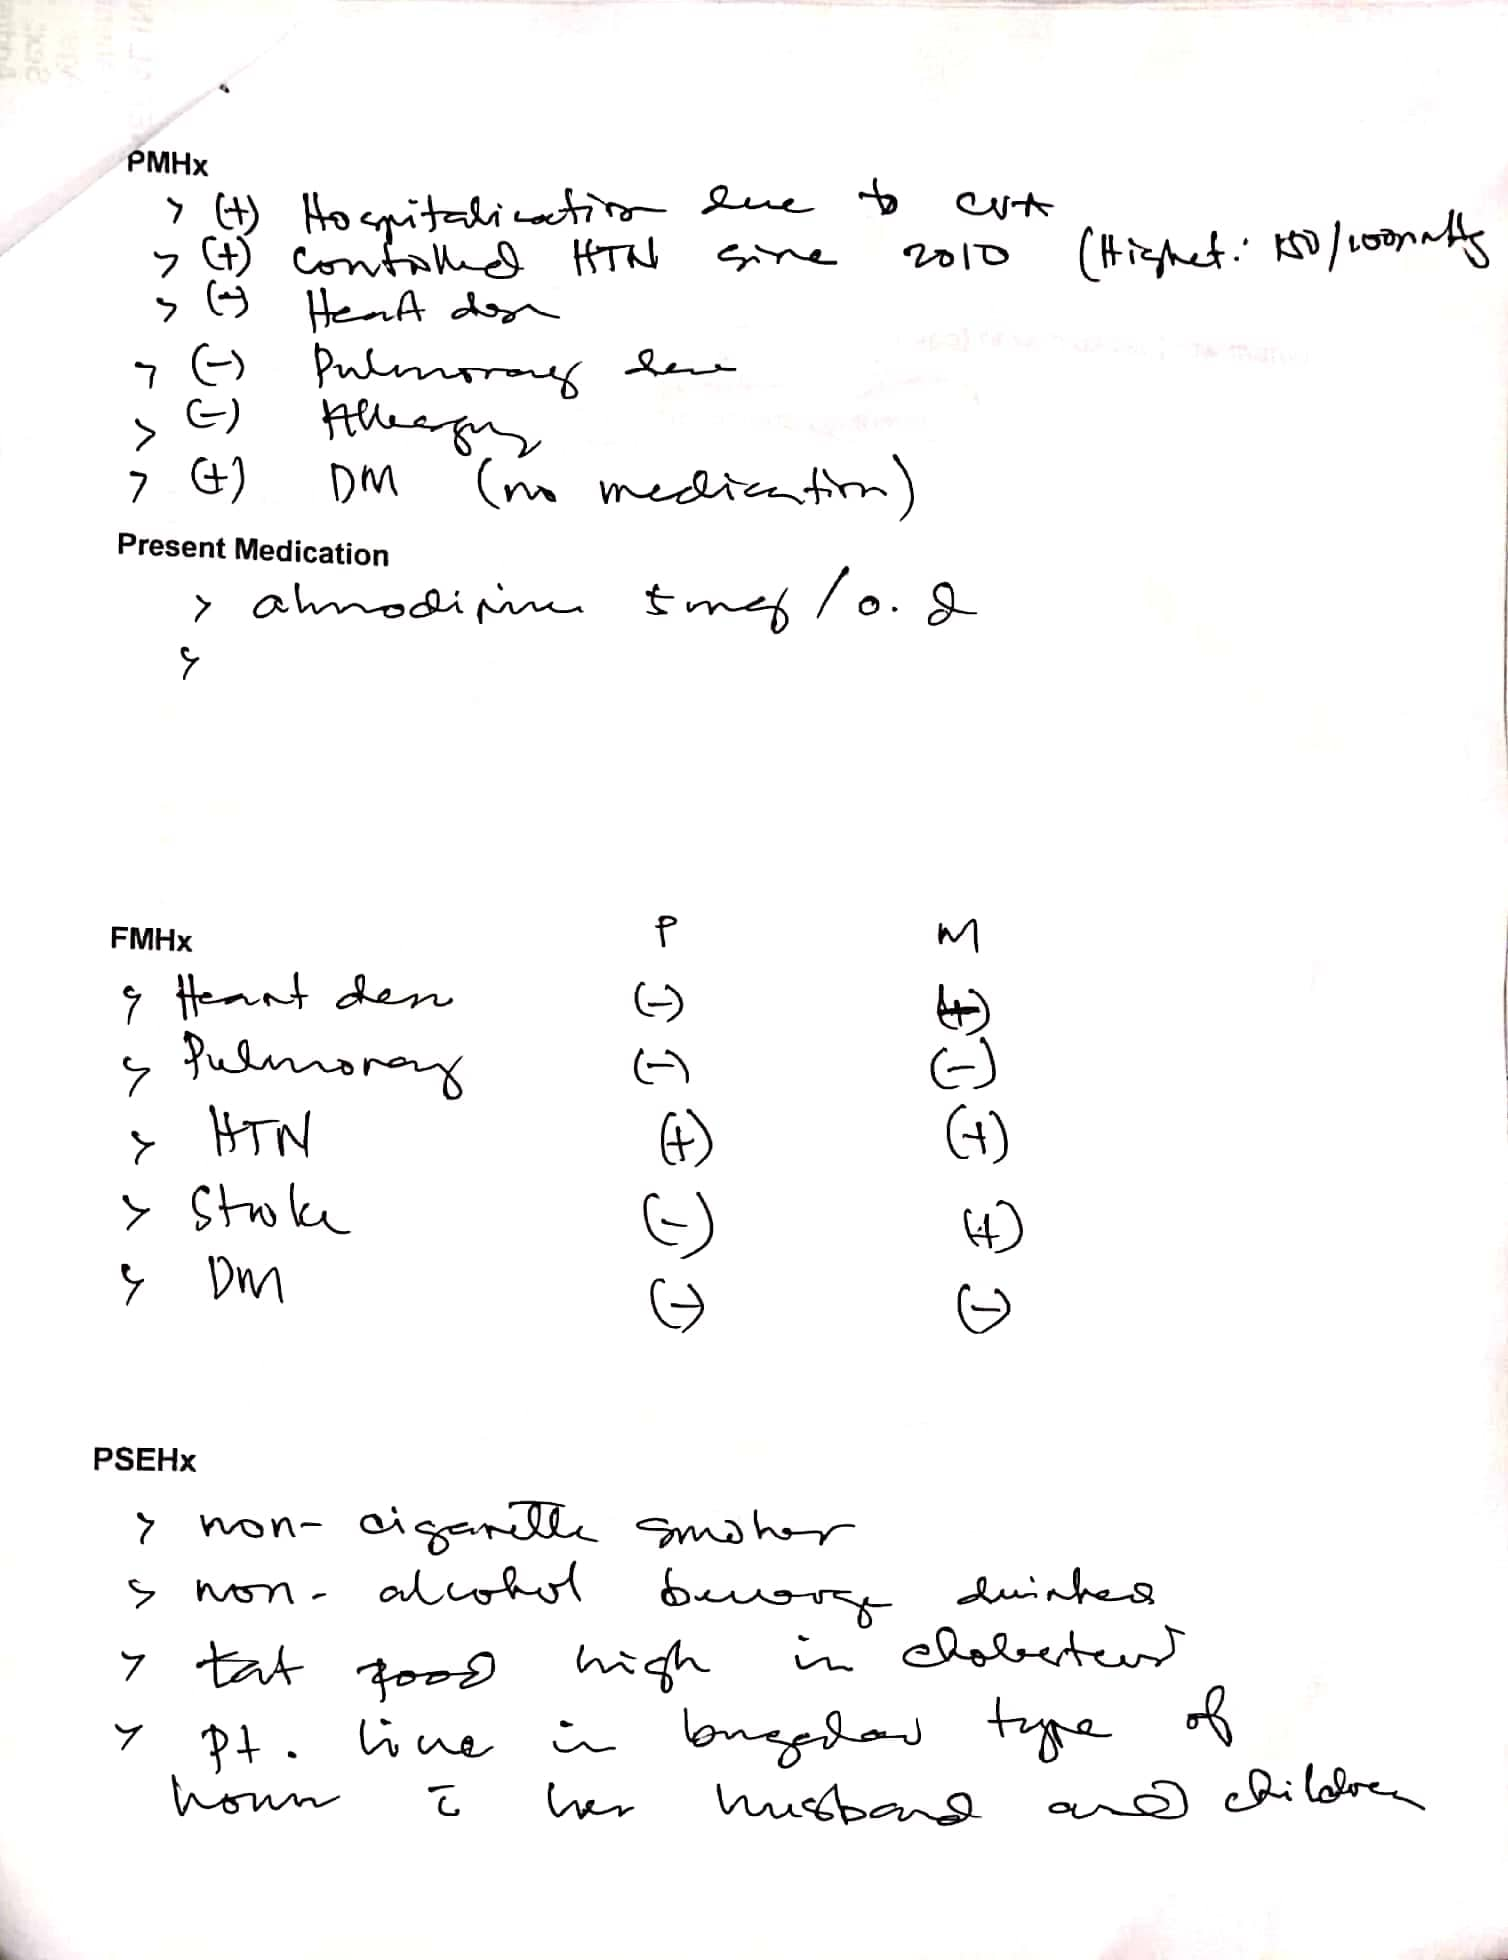 PMHx
> (+) Hospitalization due to CVA
> (+) Controlled HTN since 2010 (Highest: 150/100mmHg
> (-) Heart dse
> (-) Pulmonary dse
> (-) Allergy
> (+) DM (no medication)
Present Medication
> amlodipine 5mg/o.d
>
FMHx P M
> Heart dse (-) (+)
> Pulmonary (-) (-)
> HTN (+) (+)
> Stroke (-) (+)
> DM (-) (-)
PSEHx
> non-cigarette smoker
> non-alcohol beverage drinker
> eat food high in cholesterol
> Pt. live in bungalow type of
house c̄ her husband and children